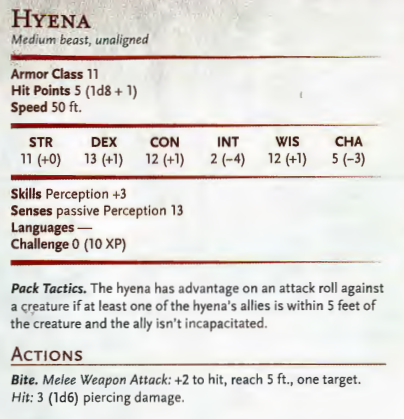 HYENA
Medium beast, unaligned
Armor Class 11
Hit Points 5 (1d8 + 1)
Speed 50 ft.
STR DEX CON INT WIS CHA
11 (+0) 13 (+1) 12 (+1) 2 (−4) 12 (+1) 5 (−3)
Skills Perception +3
Senses passive Perception 13
Languages —
Challenge 0 (10 XP)
Pack Tactics. The hyena has advantage on an attack roll against
a creature if at least one of the hyena's allies is within 5 feet of
the creature and the ally isn't incapacitated.
ACTIONS
Bite. Melee Weapon Attack: +2 to hit, reach 5 ft., one target.
Hit: 3 (1d6) piercing damage.